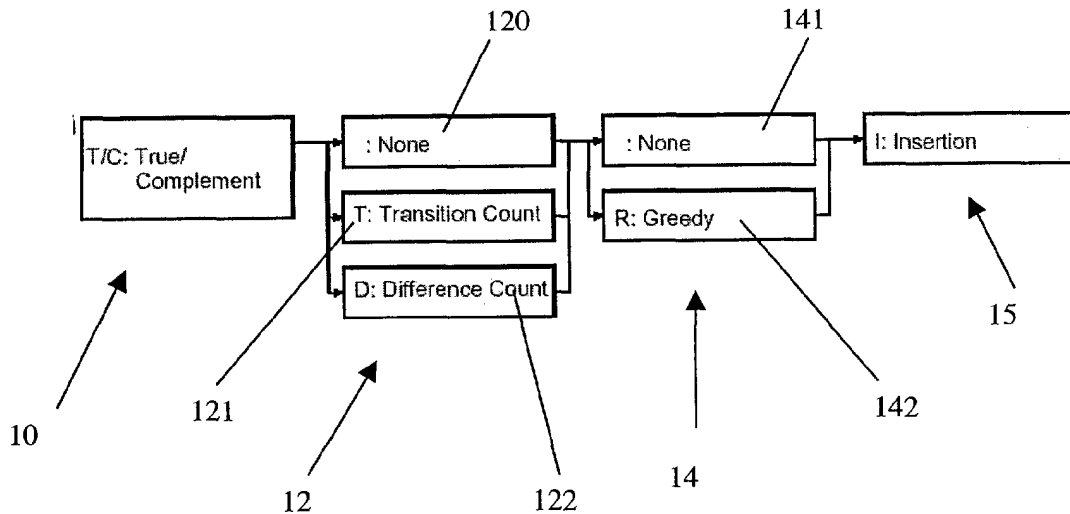 120
141
T/C: True/
Complement
: None
: None
I: Insertion
T: Transition Count
R: Greedy
D: Difference Count
15
121
142
10
12
122
14